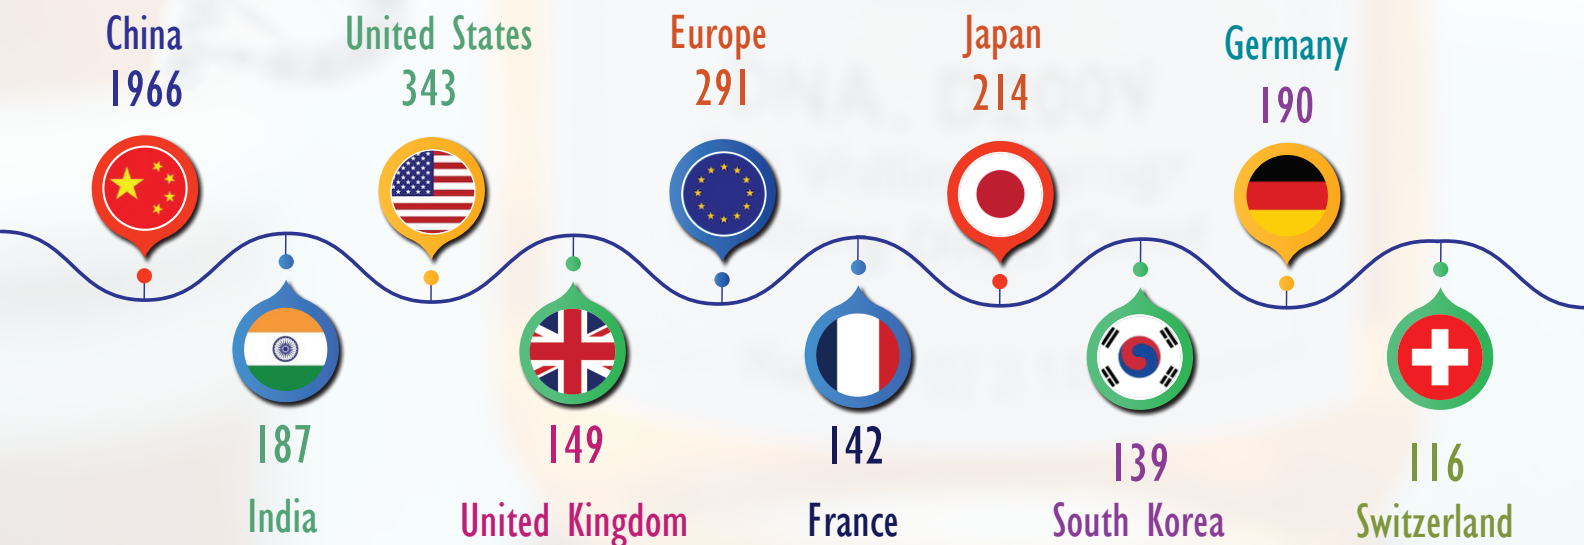 China
1966
United States
343
Europe
291
Japan
214
Germany
190
187
India
149
United Kingdom
142
France
139
South Korea
116
Switzerland